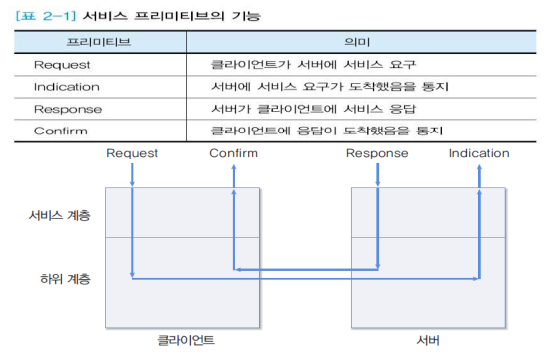 [표 2-1] 서비스 프리미티브의 기능
프리미티브 의미
Request 클라이언트가 서버에 서비스 요구
Indication 서버에 서비스 요구가 도착했음을 통지
Response 서버가 클라이언트에 서비스 응답
Confirm 클라이언트에 응답이 도착했음을 통지
Request Confirm Response Indication
서비스 계층
하위 계층
클라이언트 서버